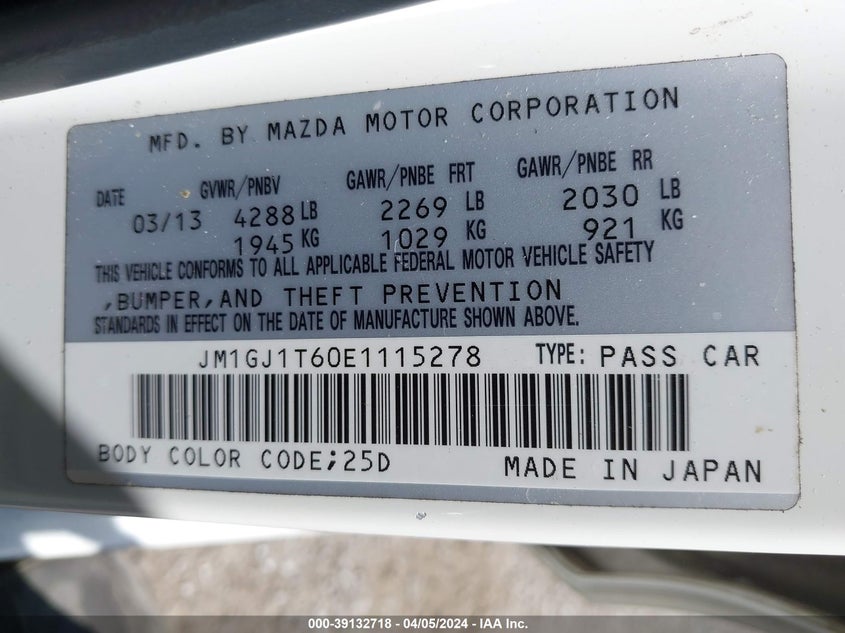 MFD. BY MAZDA MOTOR CORPORATION
DATE GVWR/PNBV GAWR/PNBE FRT GAWR/PNBE RR
03/13 4288 LB 2269 LB 2030 LB
1945 KG 1029 KG 921 KG
THIS VEHICLE CONFORMS TO ALL APPLICABLE FEDERAL MOTOR VEHICLE SAFETY
,BUMPER,AND THEFT PREVENTION
STANDARDS IN EFFECT ON THE DATE OF MANUFACTURE SHOWN ABOVE.
JM1GJ1T60E1115278 TYPE: PASS CAR
BODY COLOR CODE;25D MADE IN JAPAN
000-39132718 - 04/05/2024 - IAA Inc.